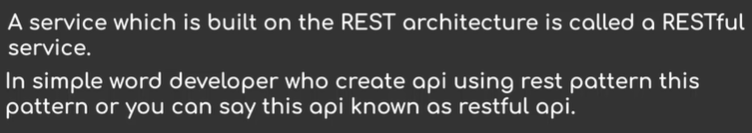 A service which is built on the REST architecture is called a RESTful
service.
In simple word developer who create api using rest pattern this
pattern or you can say this api known as restful api.